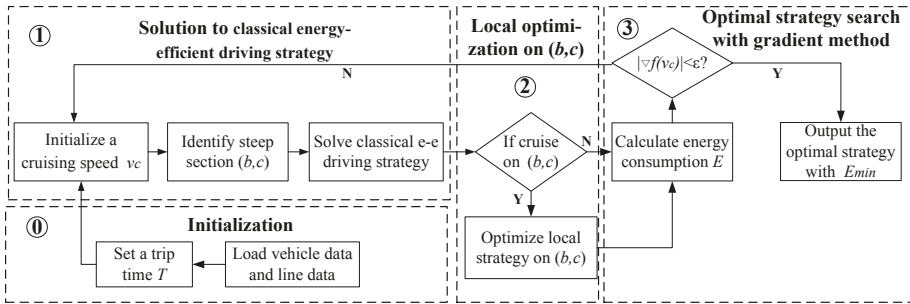 ① Solution to classical energy-
efficient driving strategy
Initialize a
cruising speed vc
Identify steep
section (b,c)
Solve classical e-e
driving strategy
N
⓪ Initialization
Set a trip
time T
Load vehicle data
and line data
Local optimi-
zation on (b,c)
②
If cruise
on (b,c)
N
Y
Optimize local
strategy on (b,c)
③ Optimal strategy search
with gradient method
|▽f(vc)|<ε?
Y
Calculate energy
consumption E
Output the
optimal strategy
with Emin